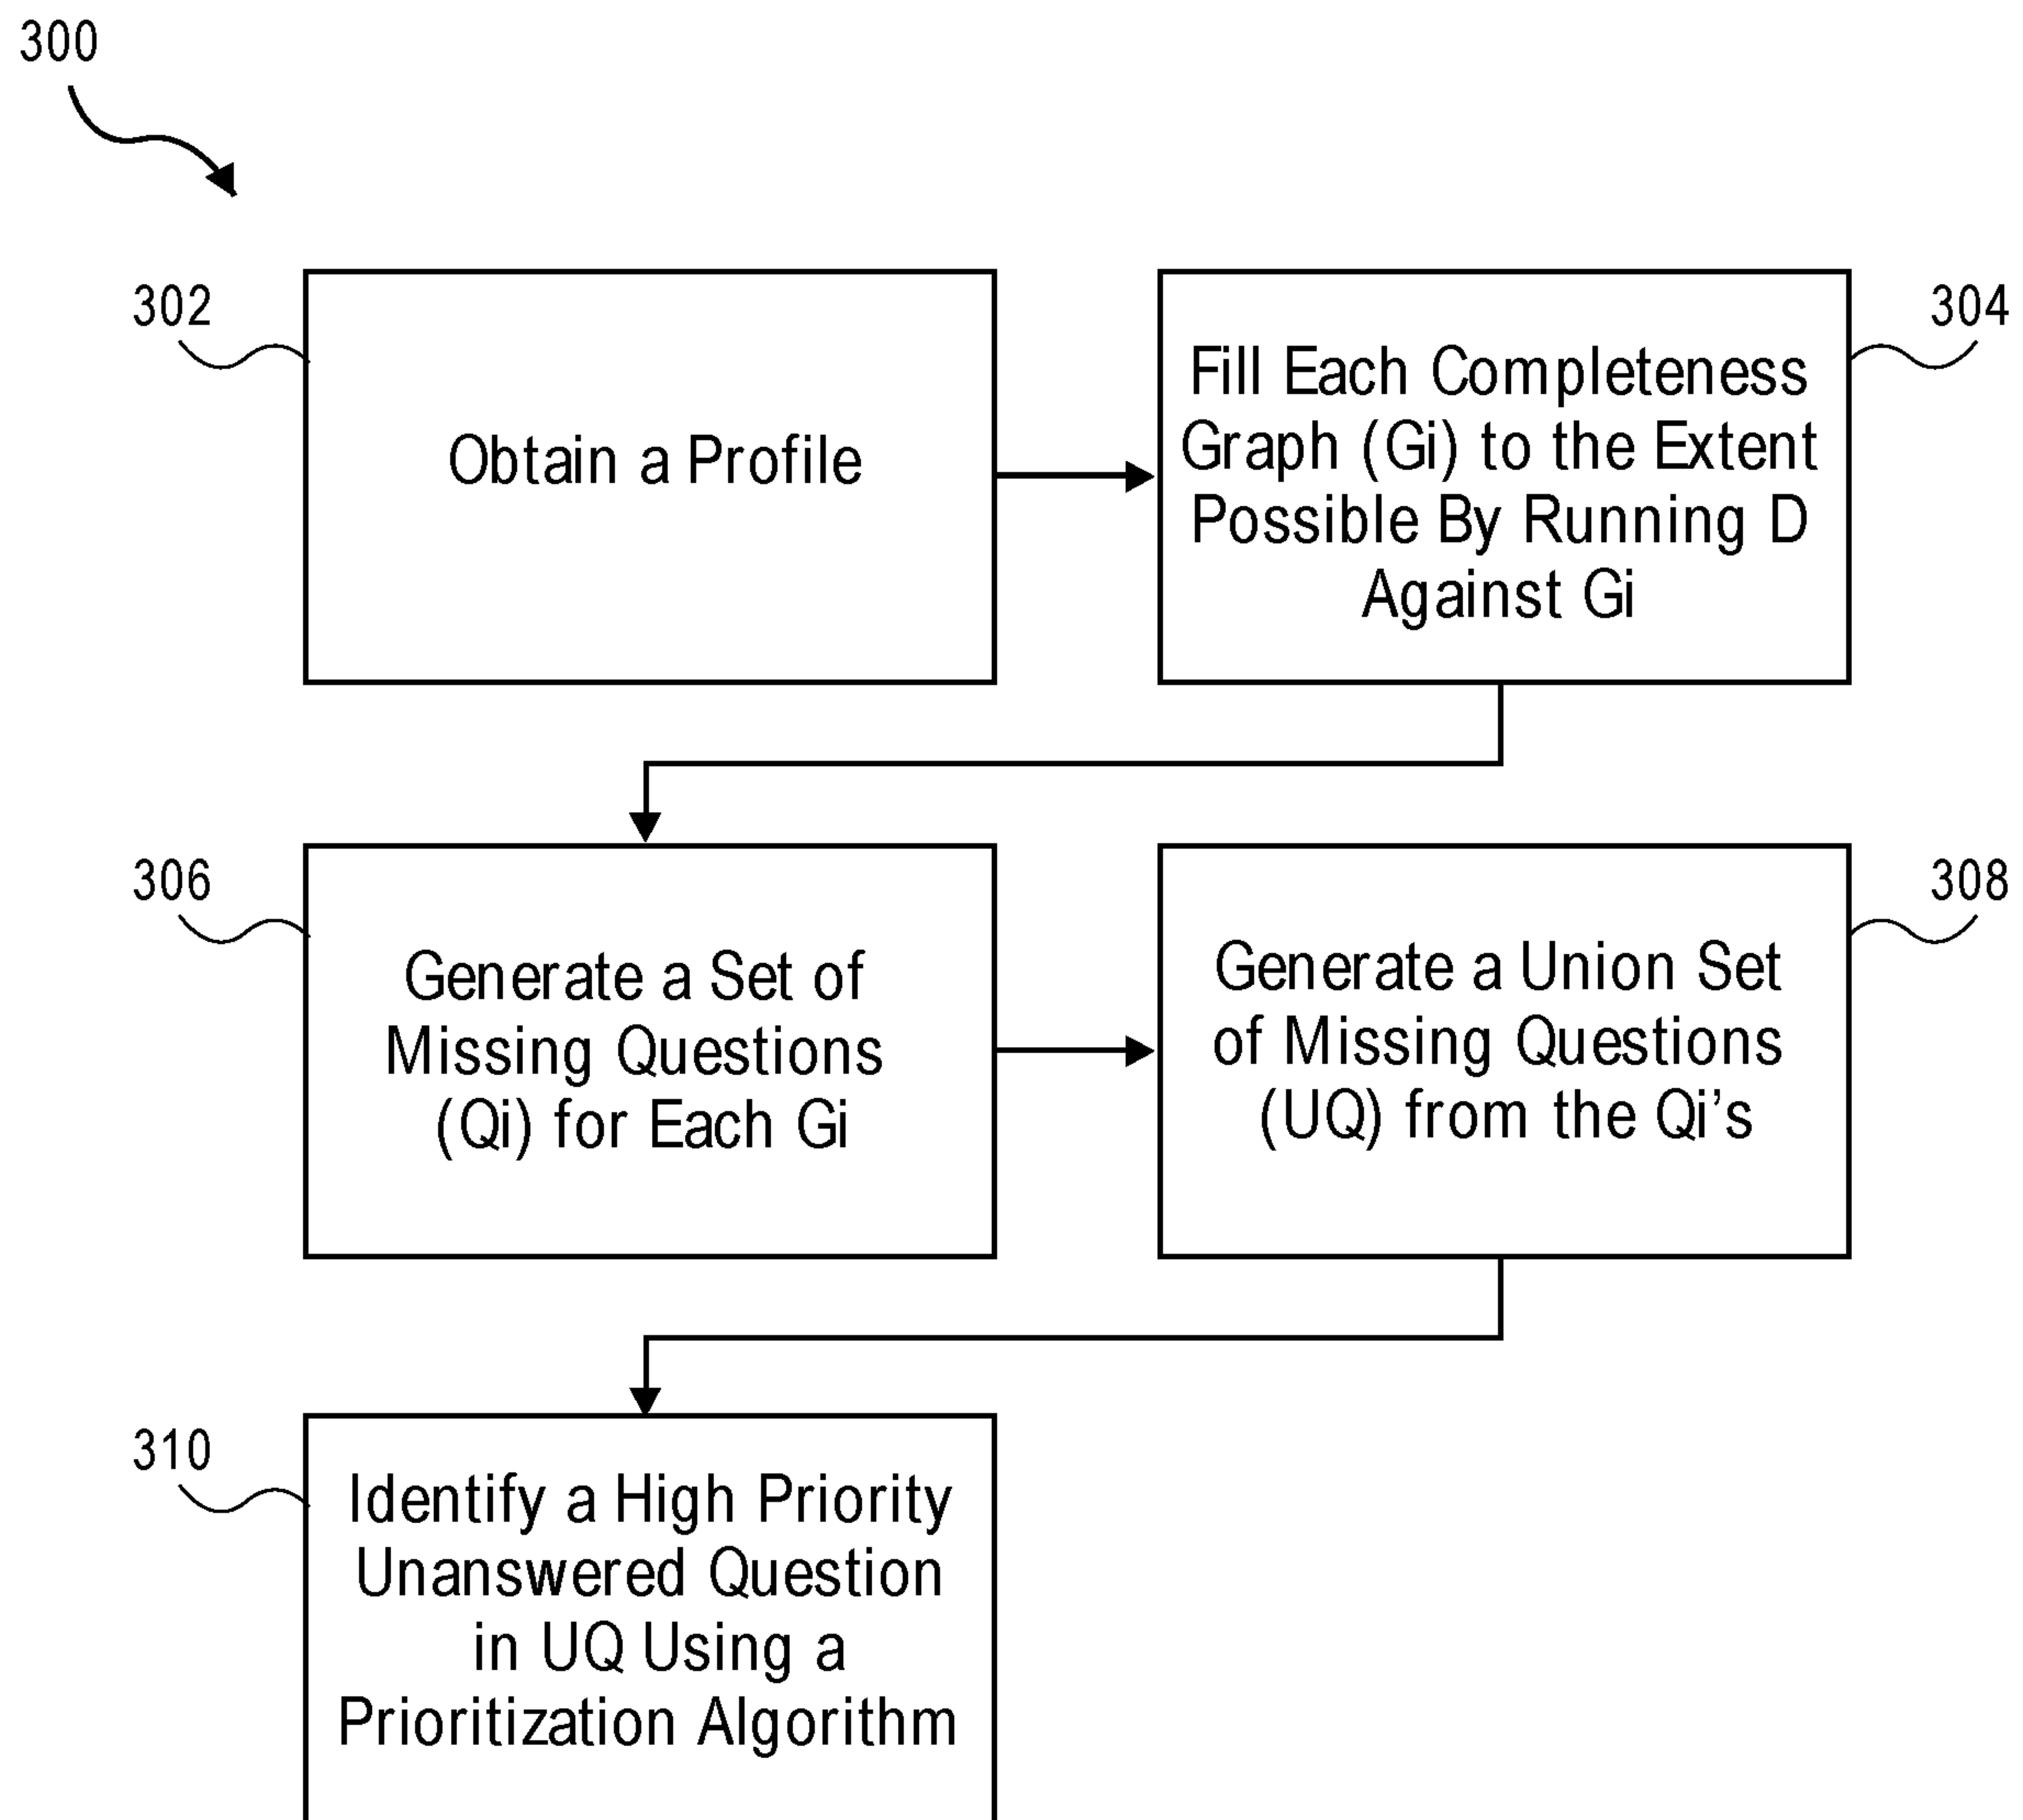 300
302
Obtain a Profile
304
Fill Each Completeness
Graph (Gi) to the Extent
Possible By Running D
Against Gi
306
Generate a Set of
Missing Questions
(Qi) for Each Gi
308
Generate a Union Set
of Missing Questions
(UQ) from the Qi’s
310
Identify a High Priority
Unanswered Question
in UQ Using a
Prioritization Algorithm